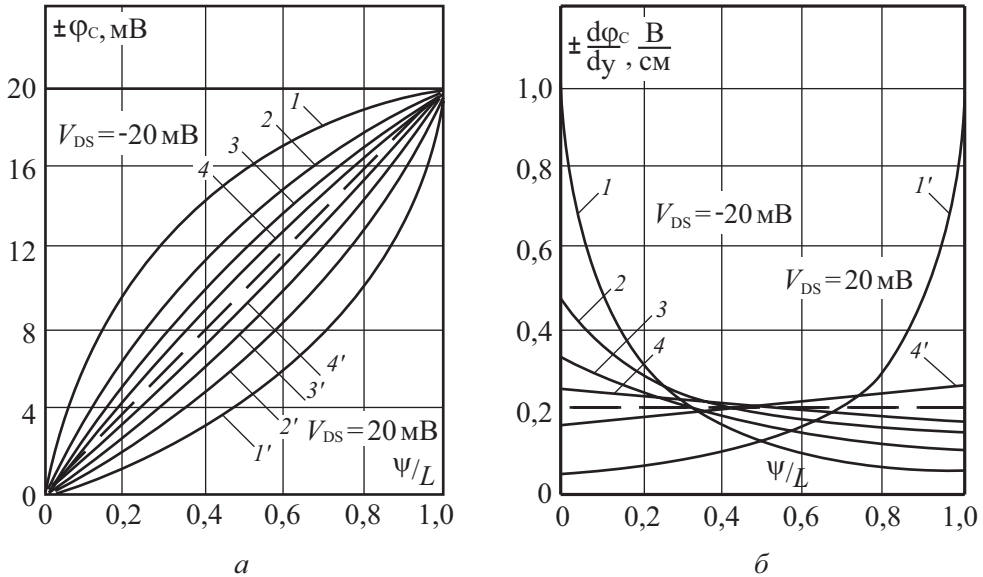 ±φC, мВ
20
16
12
8
4
0
VDS = -20 мВ
1
2
3
4
4'
3'
2'
1'
VDS = 20 мВ
Ψ/L
0 0,2 0,4 0,6 0,8 1,0
а
± dφC/dy, В/см
1,0
0,8
0,6
0,4
0,2
0
1
1'
VDS = -20 мВ
VDS = 20 мВ
2
3
4
4'
Ψ/L
0 0,2 0,4 0,6 0,8 1,0
б